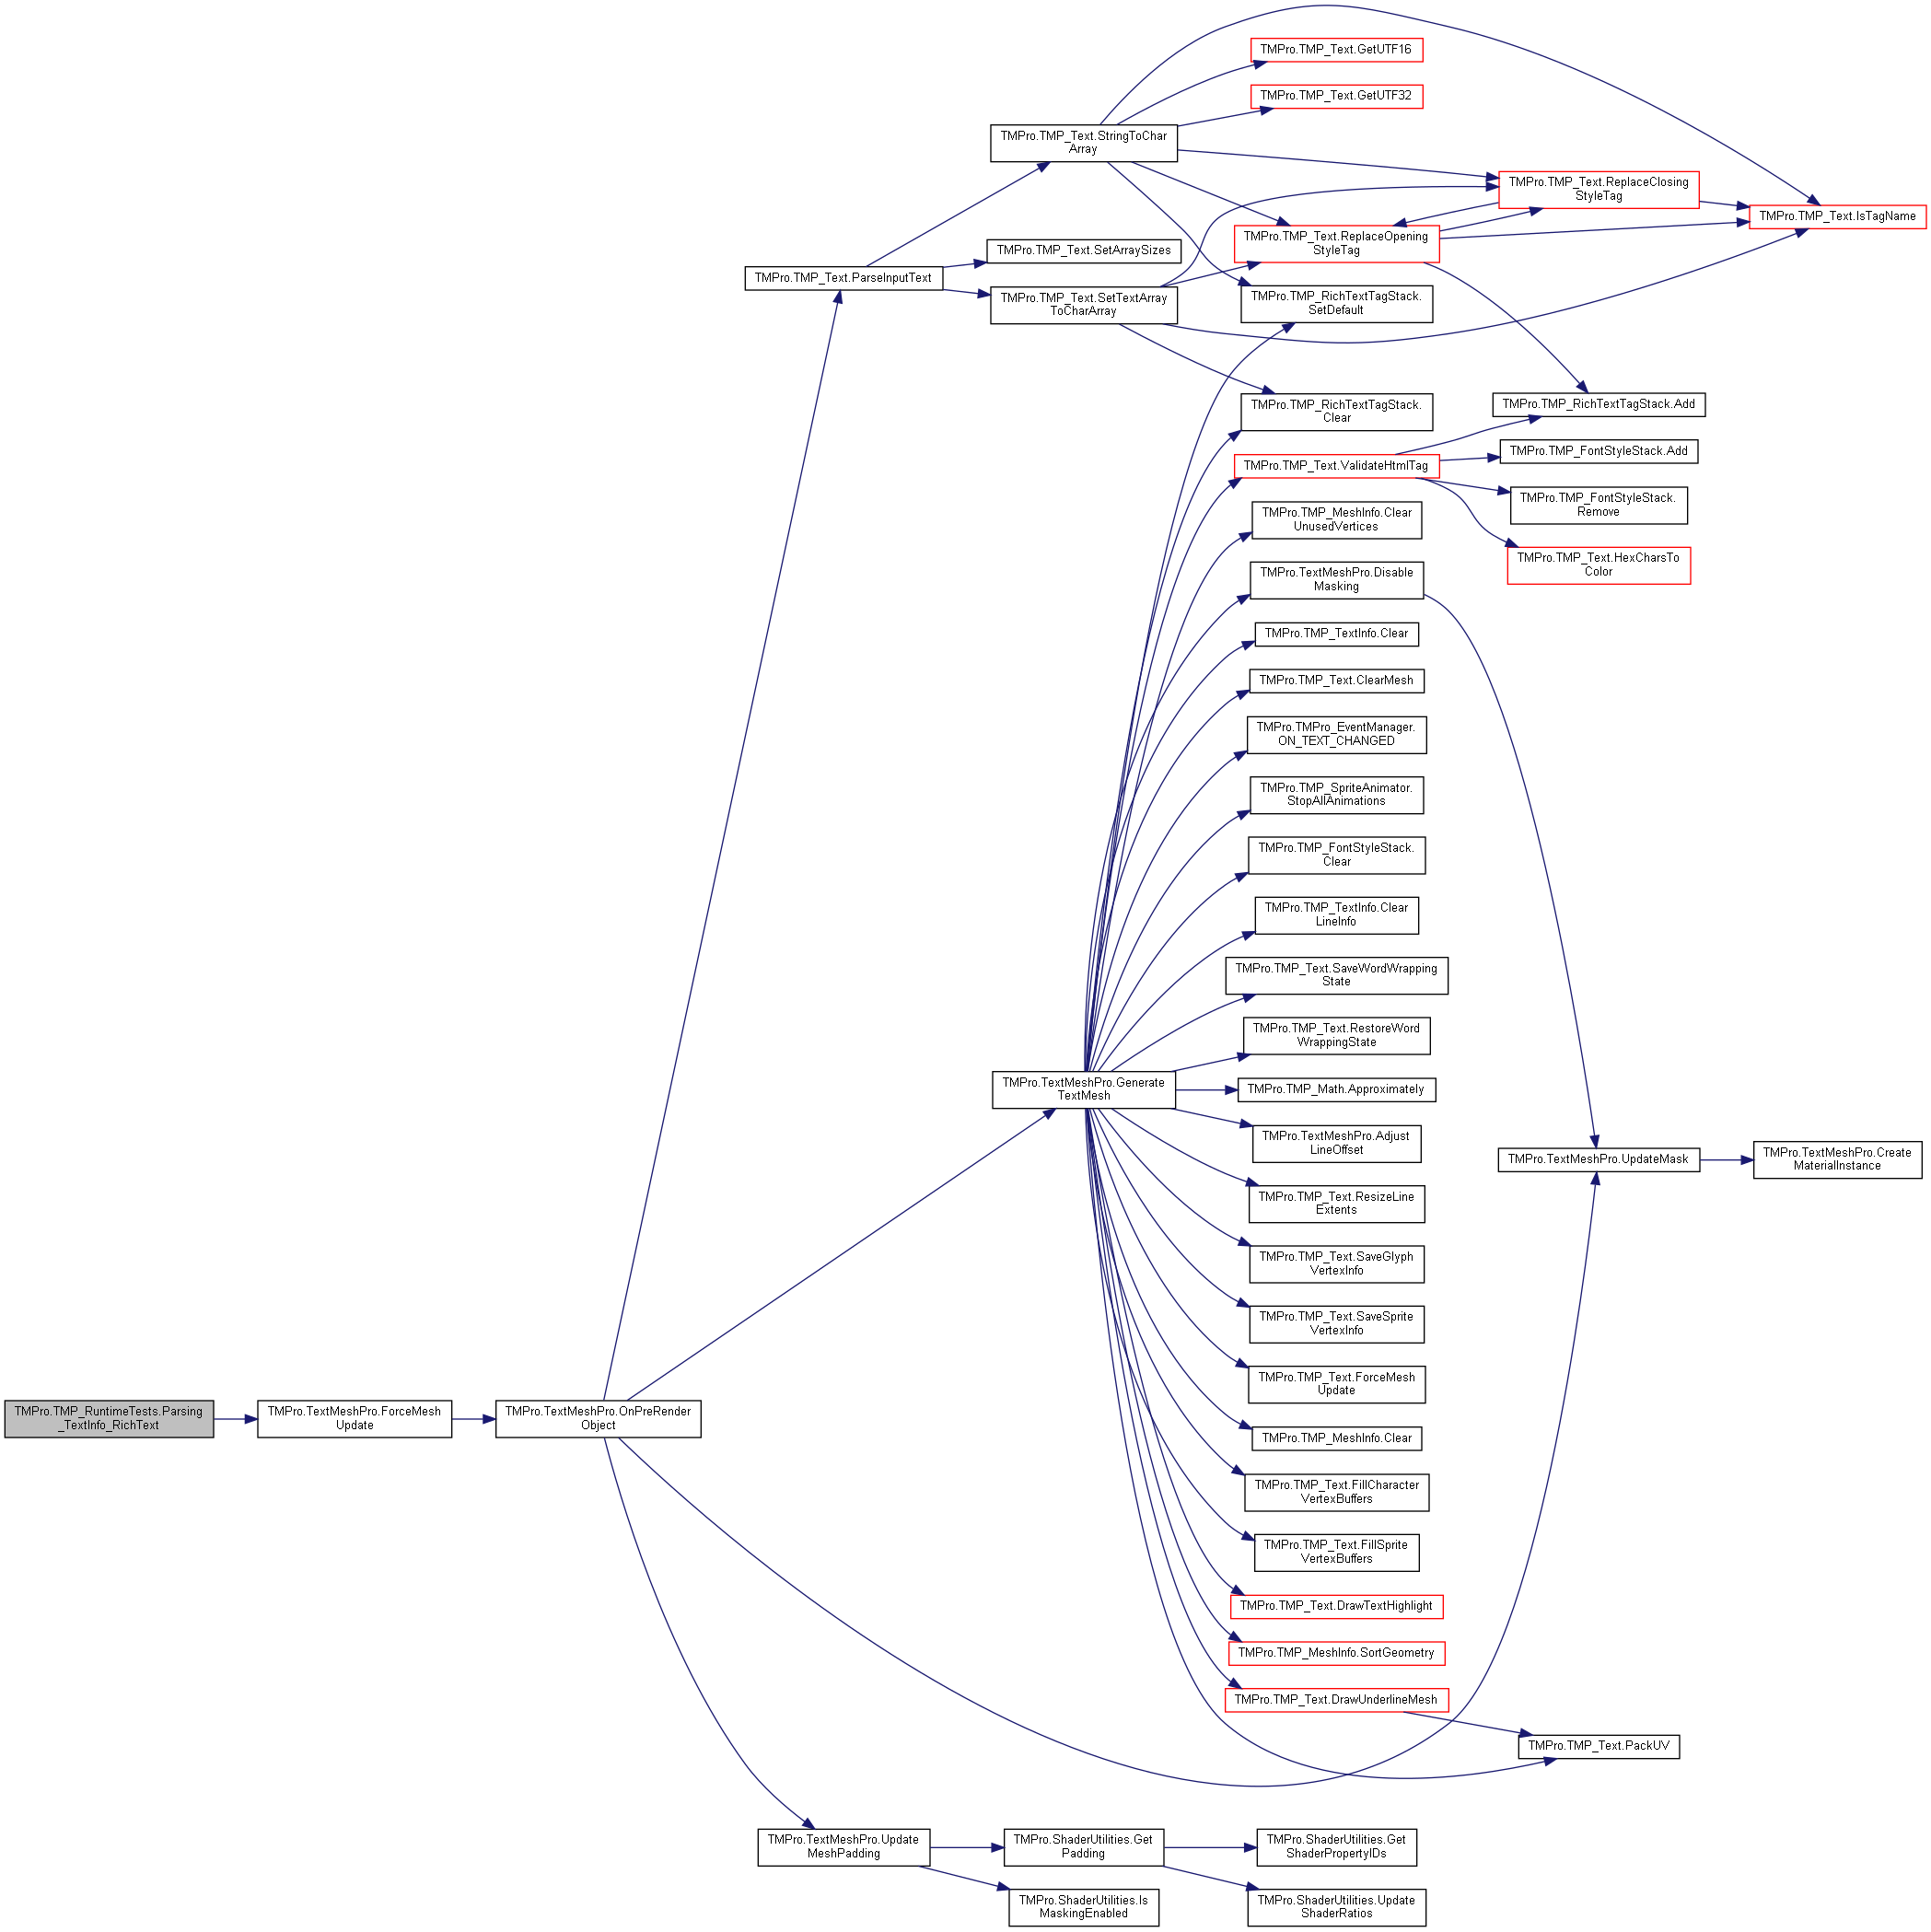 TMPro.TMP_RuntimeTests.Parsing
_TextInfo_RichText
TMPro.TextMeshPro.ForceMesh
Update
TMPro.TextMeshPro.OnPreRender
Object
TMPro.TMP_Text.ParseInputText
TMPro.TMP_Text.StringToChar
Array
TMPro.TMP_Text.SetArraySizes
TMPro.TMP_Text.SetTextArray
ToCharArray
TMPro.TextMeshPro.Generate
TextMesh
TMPro.TextMeshPro.Update
MeshPadding
TMPro.ShaderUtilities.Get
Padding
TMPro.ShaderUtilities.Is
MaskingEnabled
TMPro.TMP_Text.GetUTF16
TMPro.TMP_Text.GetUTF32
TMPro.TMP_Text.ReplaceOpening
StyleTag
TMPro.TMP_RichTextTagStack.
SetDefault
TMPro.TMP_RichTextTagStack.
Clear
TMPro.TMP_Text.ValidateHtmlTag
TMPro.TMP_MeshInfo.Clear
UnusedVertices
TMPro.TextMeshPro.Disable
Masking
TMPro.TMP_TextInfo.Clear
TMPro.TMP_Text.ClearMesh
TMPro.TMPro_EventManager.
ON_TEXT_CHANGED
TMPro.TMP_SpriteAnimator.
StopAllAnimations
TMPro.TMP_FontStyleStack.
Clear
TMPro.TMP_TextInfo.Clear
LineInfo
TMPro.TMP_Text.SaveWordWrapping
State
TMPro.TMP_Text.RestoreWord
WrappingState
TMPro.TMP_Math.Approximately
TMPro.TextMeshPro.Adjust
LineOffset
TMPro.TMP_Text.ResizeLine
Extents
TMPro.TMP_Text.SaveGlyph
VertexInfo
TMPro.TMP_Text.SaveSprite
VertexInfo
TMPro.TMP_Text.ForceMesh
Update
TMPro.TMP_MeshInfo.Clear
TMPro.TMP_Text.FillCharacter
VertexBuffers
TMPro.TMP_Text.FillSprite
VertexBuffers
TMPro.TMP_Text.DrawTextHighlight
TMPro.TMP_MeshInfo.SortGeometry
TMPro.TMP_Text.DrawUnderlineMesh
TMPro.ShaderUtilities.Get
ShaderPropertyIDs
TMPro.ShaderUtilities.Update
ShaderRatios
TMPro.TMP_Text.ReplaceClosing
StyleTag
TMPro.TMP_RichTextTagStack.Add
TMPro.TMP_FontStyleStack.Add
TMPro.TMP_FontStyleStack.
Remove
TMPro.TMP_Text.HexCharsTo
Color
TMPro.TextMeshPro.UpdateMask
TMPro.TMP_Text.PackUV
TMPro.TMP_Text.IsTagName
TMPro.TextMeshPro.Create
MaterialInstance